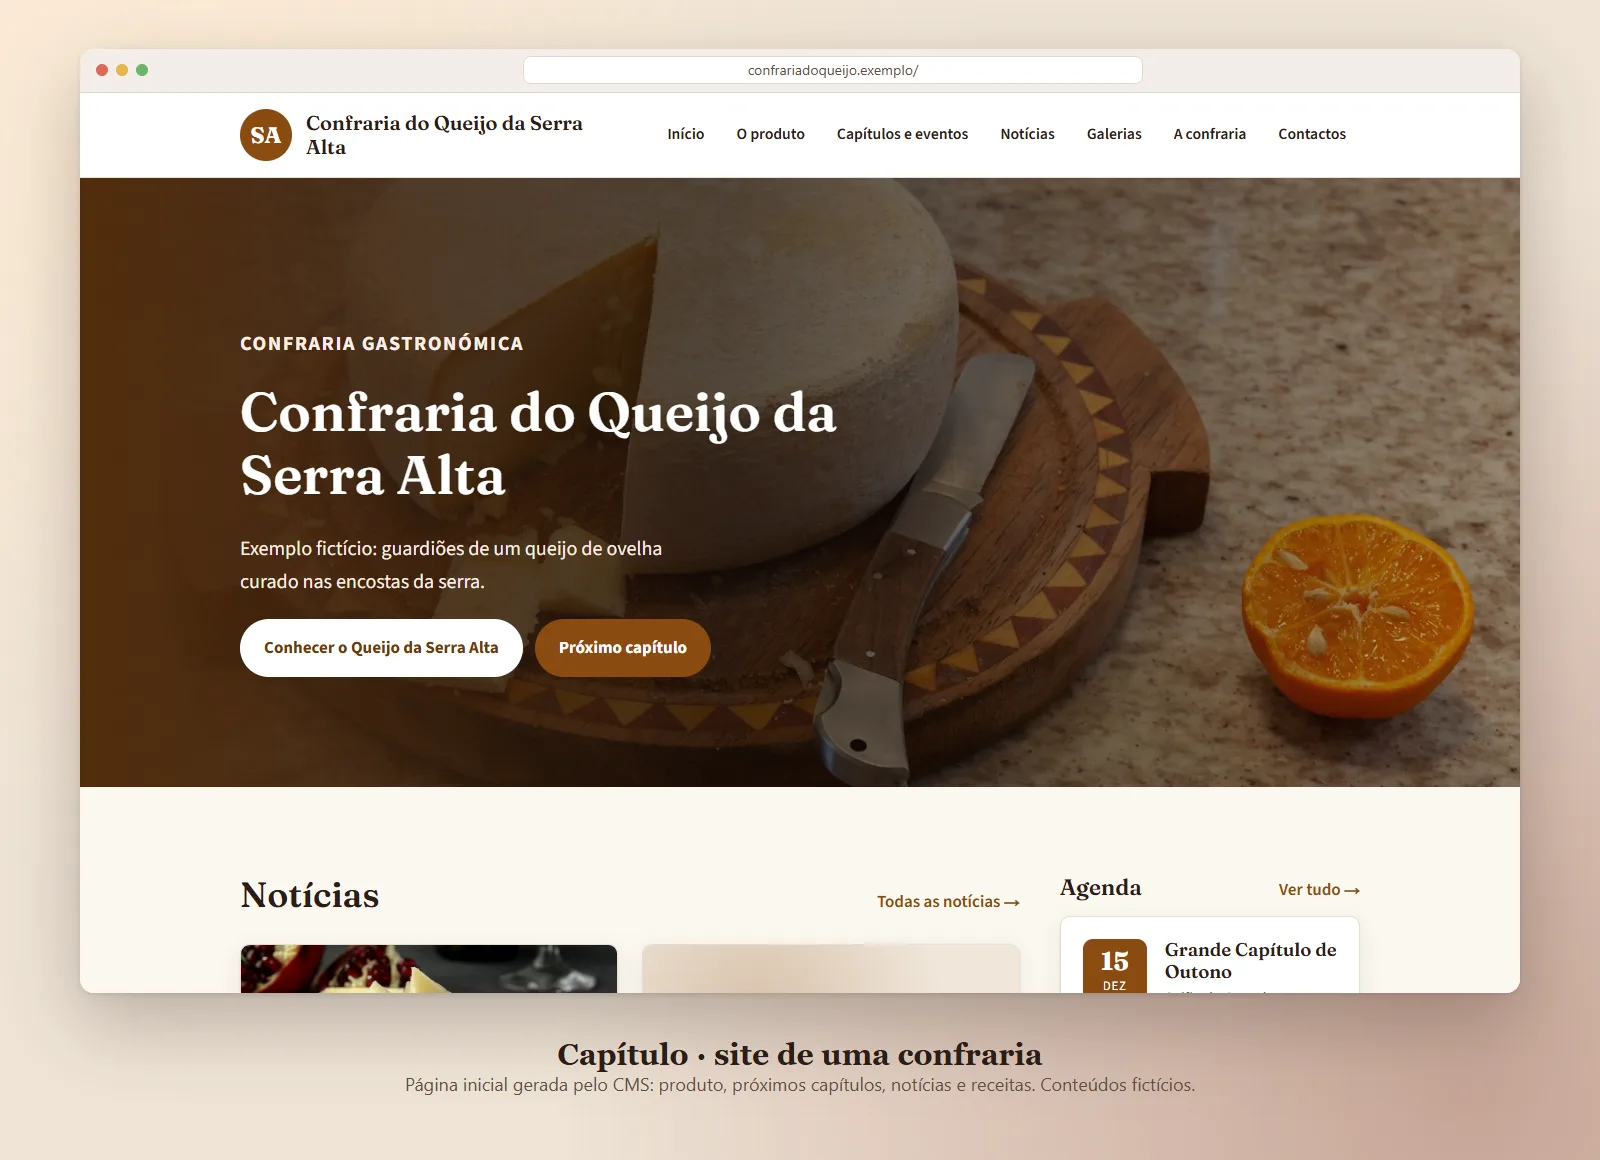 confrariadoqueijo.exemplo/
SA
Confraria do Queijo da Serra
Alta
Início
O produto
Capítulos e eventos
Notícias
Galerias
A confraria
Contactos
CONFRARIA GASTRONÓMICA
Confraria do Queijo da
Serra Alta
Exemplo fictício: guardiões de um queijo de ovelha
curado nas encostas da serra.
Conhecer o Queijo da Serra Alta
Próximo capítulo
Notícias
Todas as notícias →
Agenda
Ver tudo →
15
DEZ
Grande Capítulo de
Outono
Capítulo · site de uma confraria
Página inicial gerada pelo CMS: produto, próximos capítulos, notícias e receitas. Conteúdos fictícios.